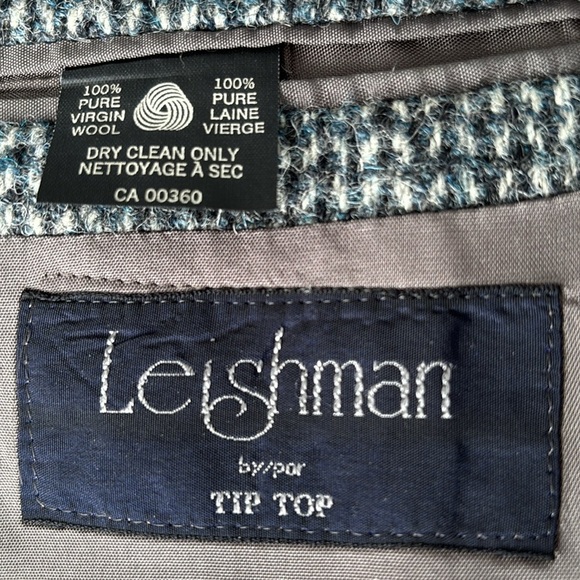 100% PURE VIRGIN WOOL
100% PURE LAINE VIERGE
DRY CLEAN ONLY
NETTOYAGE À SEC
CA 00360
Leishman
by/por
TIP TOP